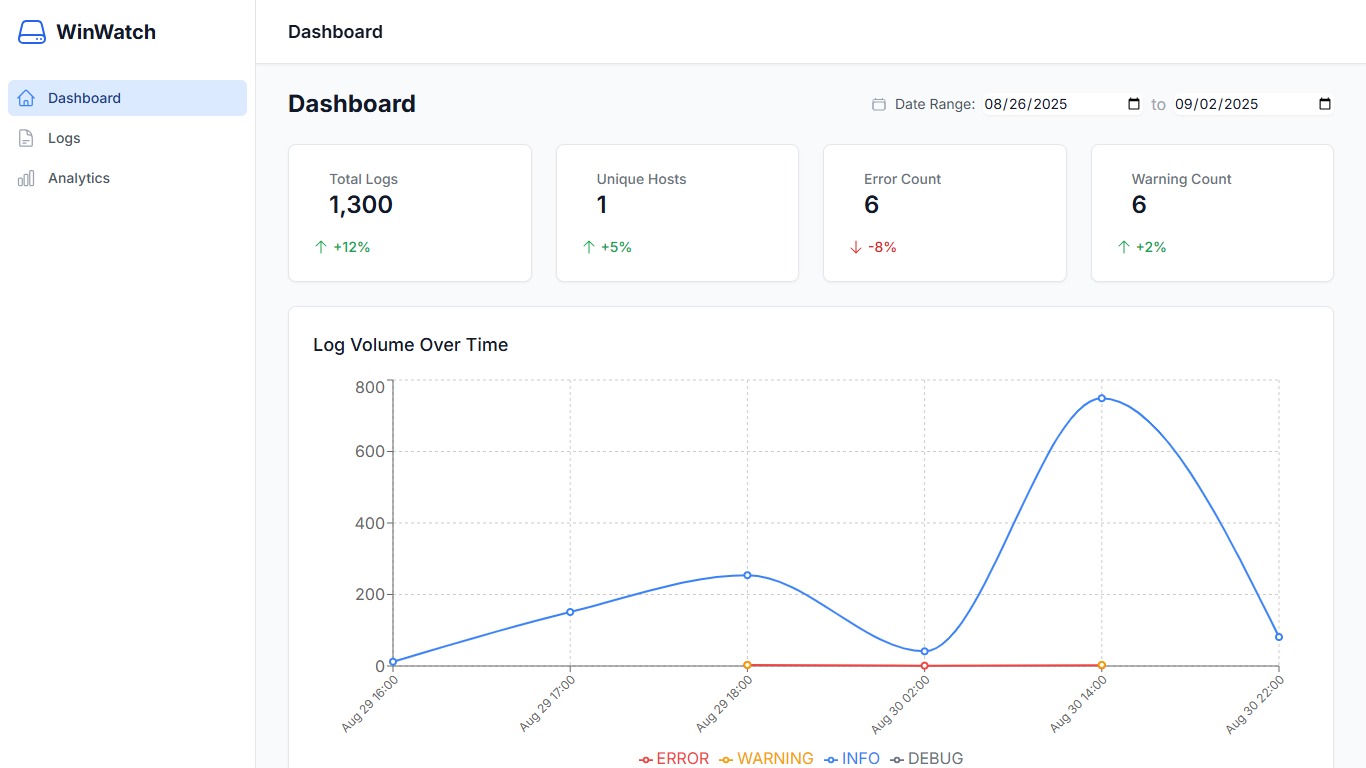 WinWatch
Dashboard
Dashboard
Logs
Analytics
Dashboard
Date Range: 08/26/2025 to 09/02/2025
Total Logs
1,300
+12%
Unique Hosts
1
+5%
Error Count
6
-8%
Warning Count
6
+2%
Log Volume Over Time
800
600
400
200
0
Aug 29 16:00
Aug 29 17:00
Aug 29 18:00
Aug 30 02:00
Aug 30 14:00
Aug 30 22:00
ERROR WARNING INFO DEBUG